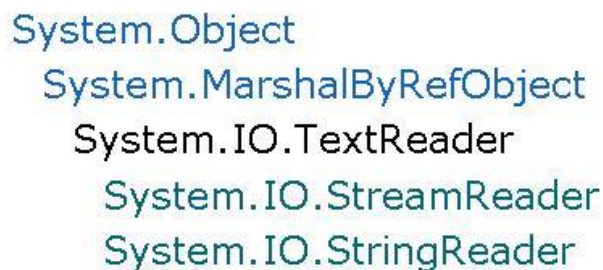 System.Object
System.MarshalByRefObject
System.IO.TextReader
System.IO.StreamReader
System.IO.StringReader